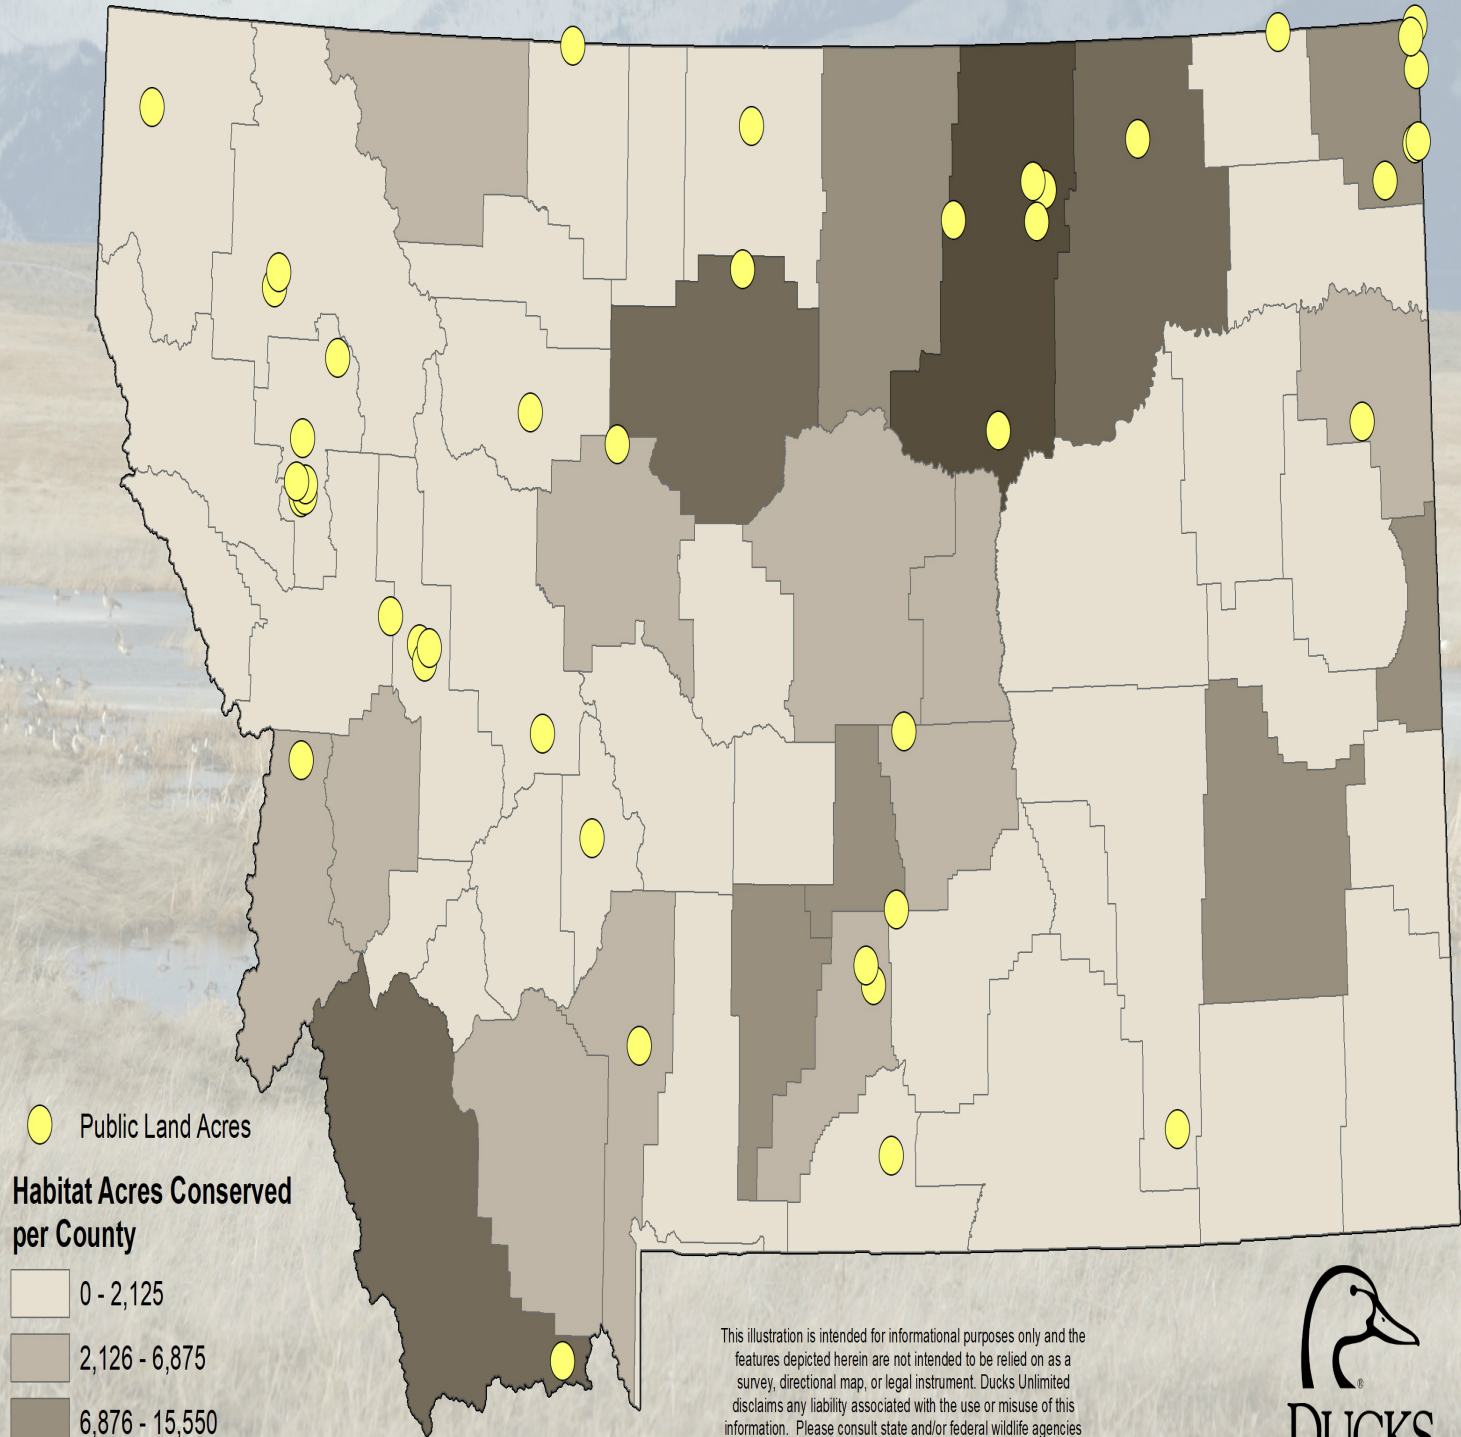 Public Land Acres
Habitat Acres Conserved
per County
0 - 2,125
2,126 - 6,875
6,876 - 15,550
This illustration is intended for informational purposes only and the
features depicted herein are not intended to be relied on as a
survey, directional map, or legal instrument. Ducks Unlimited
disclaims any liability associated with the use or misuse of this
information. Please consult state and/or federal wildlife agencies
®
DUCKS